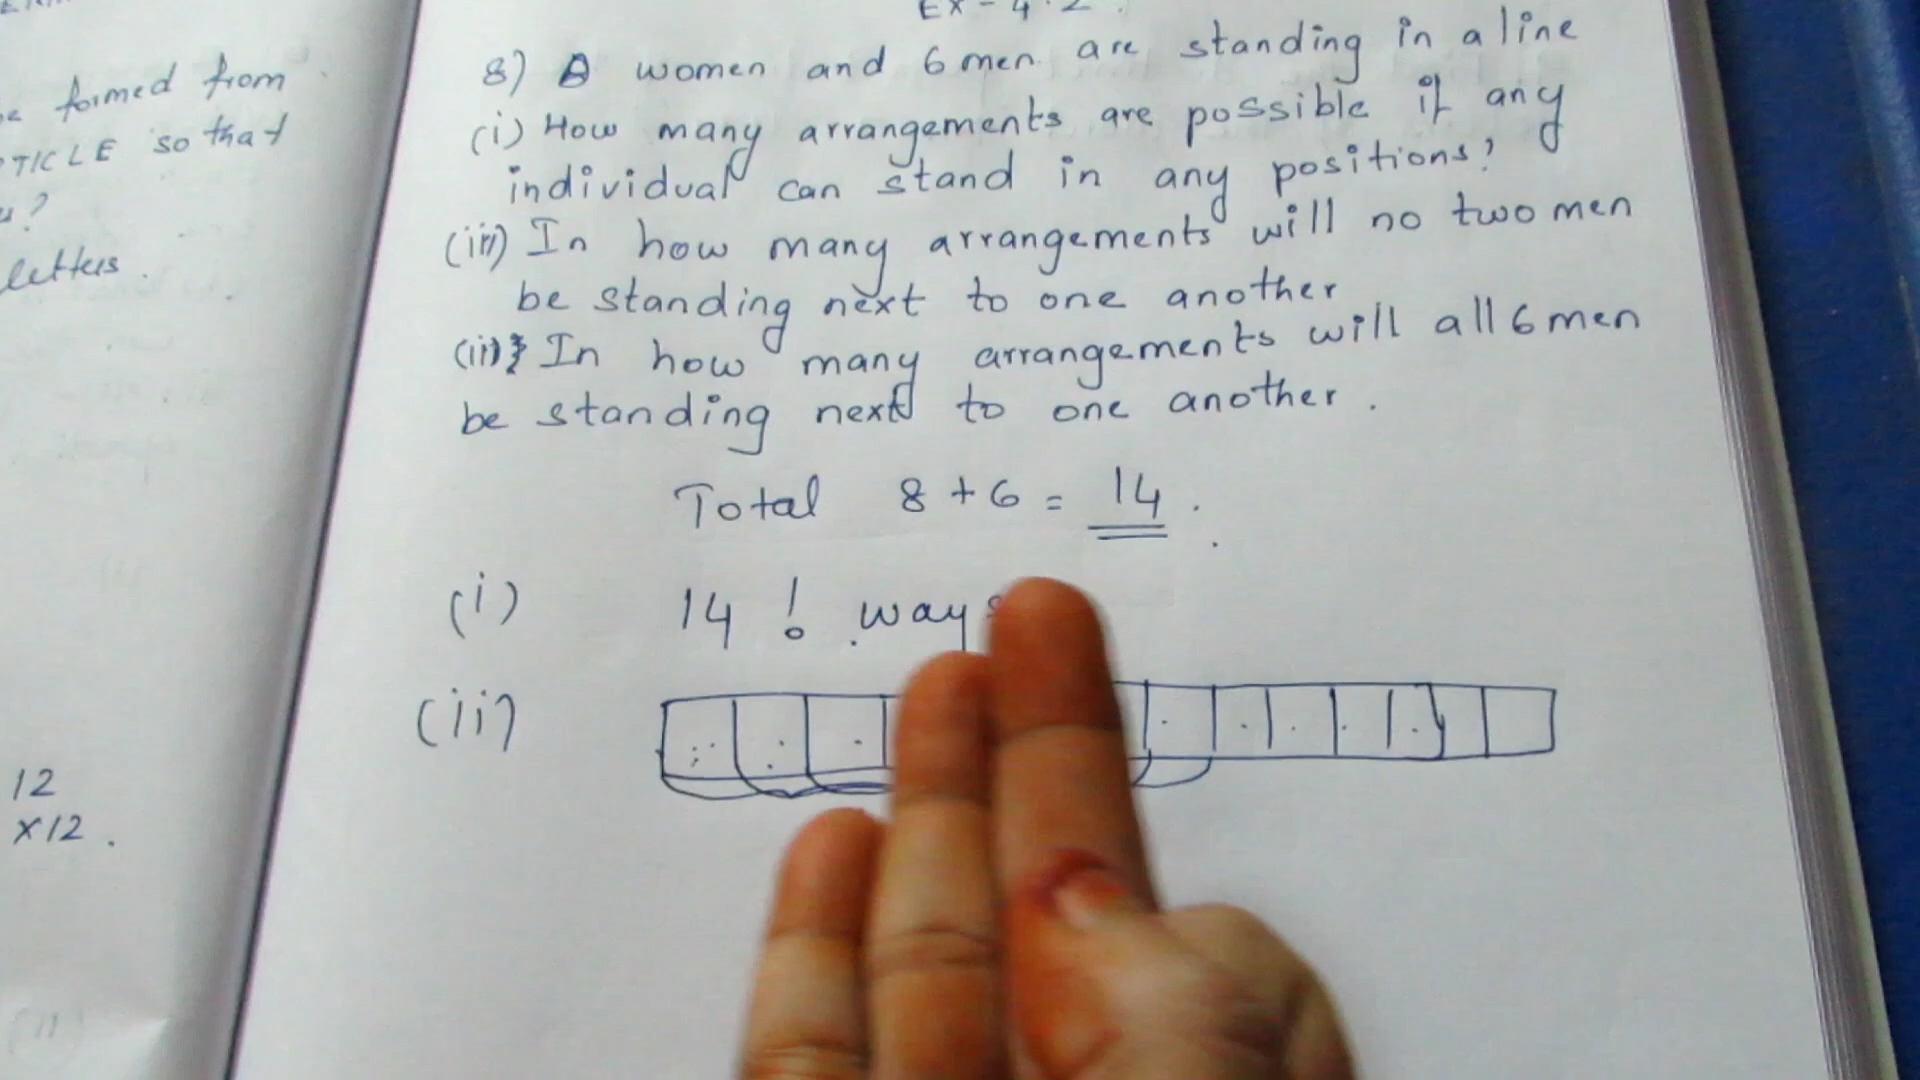 Ex - 4.2.
8) 8 women and 6 men are standing in a line
(i) How many arrangements are possible if any
individual can stand in any positions?
(iii) In how many arrangements will no two men
be standing next to one another
(ii) In how many arrangements will all 6 men
be standing next to one another.
Total 8 + 6 = 14.
(i) 14 ! ways
(ii)
formed from
TICLE so that
?
letters.
12
x12.
(11)